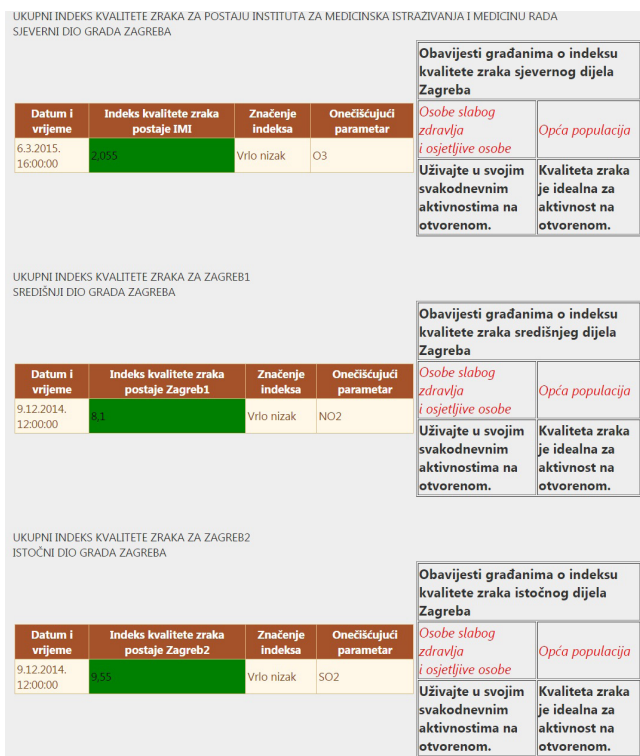 UKUPNI INDEKS KVALITETE ZRAKA ZA POSTAJU INSTITUTA ZA MEDICINSKA ISTRAŽIVANJA I MEDICINU RADA
SJEVERNI DIO GRADA ZAGREBA
Obavijesti građanima o indeksu
kvalitete zraka sjevernog dijela
Zagreba
Datum i
vrijeme
Indeks kvalitete zraka
postaje IMI
Značenje
indeksa
Onečišćujući
parametar
Osobe slabog
zdravlja
i osjetljive osobe
Opća populacija
6.3.2015.
16:00:00
2,055
Vrlo nizak
O3
Uživajte u svojim
svakodnevnim
aktivnostima na
otvorenom.
Kvaliteta zraka
je idealna za
aktivnost na
otvorenom.
UKUPNI INDEKS KVALITETE ZRAKA ZA ZAGREB1
SREDIŠNJI DIO GRADA ZAGREBA
Obavijesti građanima o indeksu
kvalitete zraka središnjeg dijela
Zagreba
Datum i
vrijeme
Indeks kvalitete zraka
postaje Zagreb1
Značenje
indeksa
Onečišćujući
parametar
Osobe slabog
zdravlja
i osjetljive osobe
Opća populacija
9.12.2014.
12:00:00
8,1
Vrlo nizak
NO2
Uživajte u svojim
svakodnevnim
aktivnostima na
otvorenom.
Kvaliteta zraka
je idealna za
aktivnost na
otvorenom.
UKUPNI INDEKS KVALITETE ZRAKA ZA ZAGREB2
ISTOČNI DIO GRADA ZAGREBA
Obavijesti građanima o indeksu
kvalitete zraka istočnog dijela
Zagreba
Datum i
vrijeme
Indeks kvalitete zraka
postaje Zagreb2
Značenje
indeksa
Onečišćujući
parametar
Osobe slabog
zdravlja
i osjetljive osobe
Opća populacija
9.12.2014.
12:00:00
9,55
Vrlo nizak
SO2
Uživajte u svojim
svakodnevnim
aktivnostima na
otvorenom.
Kvaliteta zraka
je idealna za
aktivnost na
otvorenom.